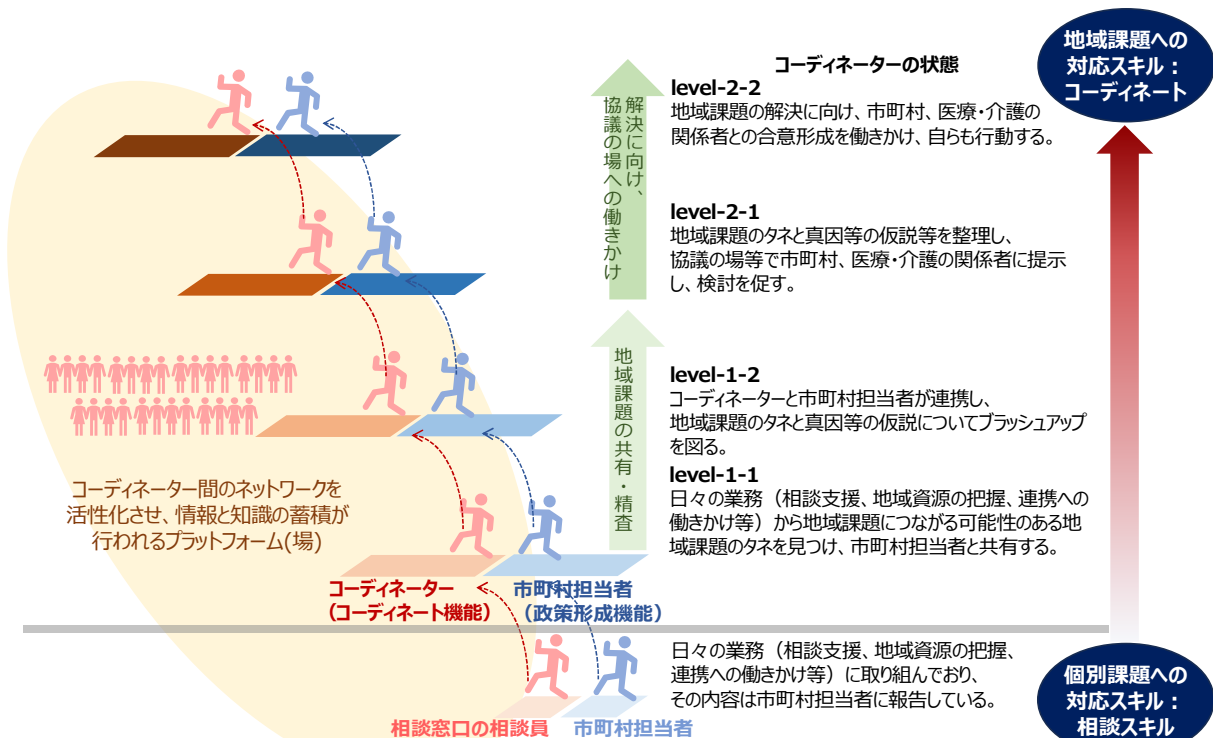 コーディネーターの状態
地域課題への
対応スキル：
コーディネート
解決に向け、
協議の場への働きかけ
level-2-2
地域課題の解決に向け、市町村、医療・介護の
関係者との合意形成を働きかけ、自らも行動する。
level-2-1
地域課題のタネと真因等の仮説等を整理し、
協議の場等で市町村、医療・介護の関係者に提示
し、検討を促す。
地域課題の共有・精査
level-1-2
コーディネーターと市町村担当者が連携し、
地域課題のタネと真因等の仮説についてブラッシュアップ
を図る。
level-1-1
日々の業務（相談支援、地域資源の把握、連携への
働きかけ等）から地域課題につながる可能性のある地
域課題のタネを見つけ、市町村担当者と共有する。
コーディネーター間のネットワークを
活性化させ、情報と知識の蓄積が
行われるプラットフォーム(場)
コーディネーター
（コーディネート機能）
市町村担当者
（政策形成機能）
日々の業務（相談支援、地域資源の把握、
連携への働きかけ等）に取り組んでおり、
その内容は市町村担当者に報告している。
個別課題への
対応スキル：
相談スキル
相談窓口の相談員
市町村担当者